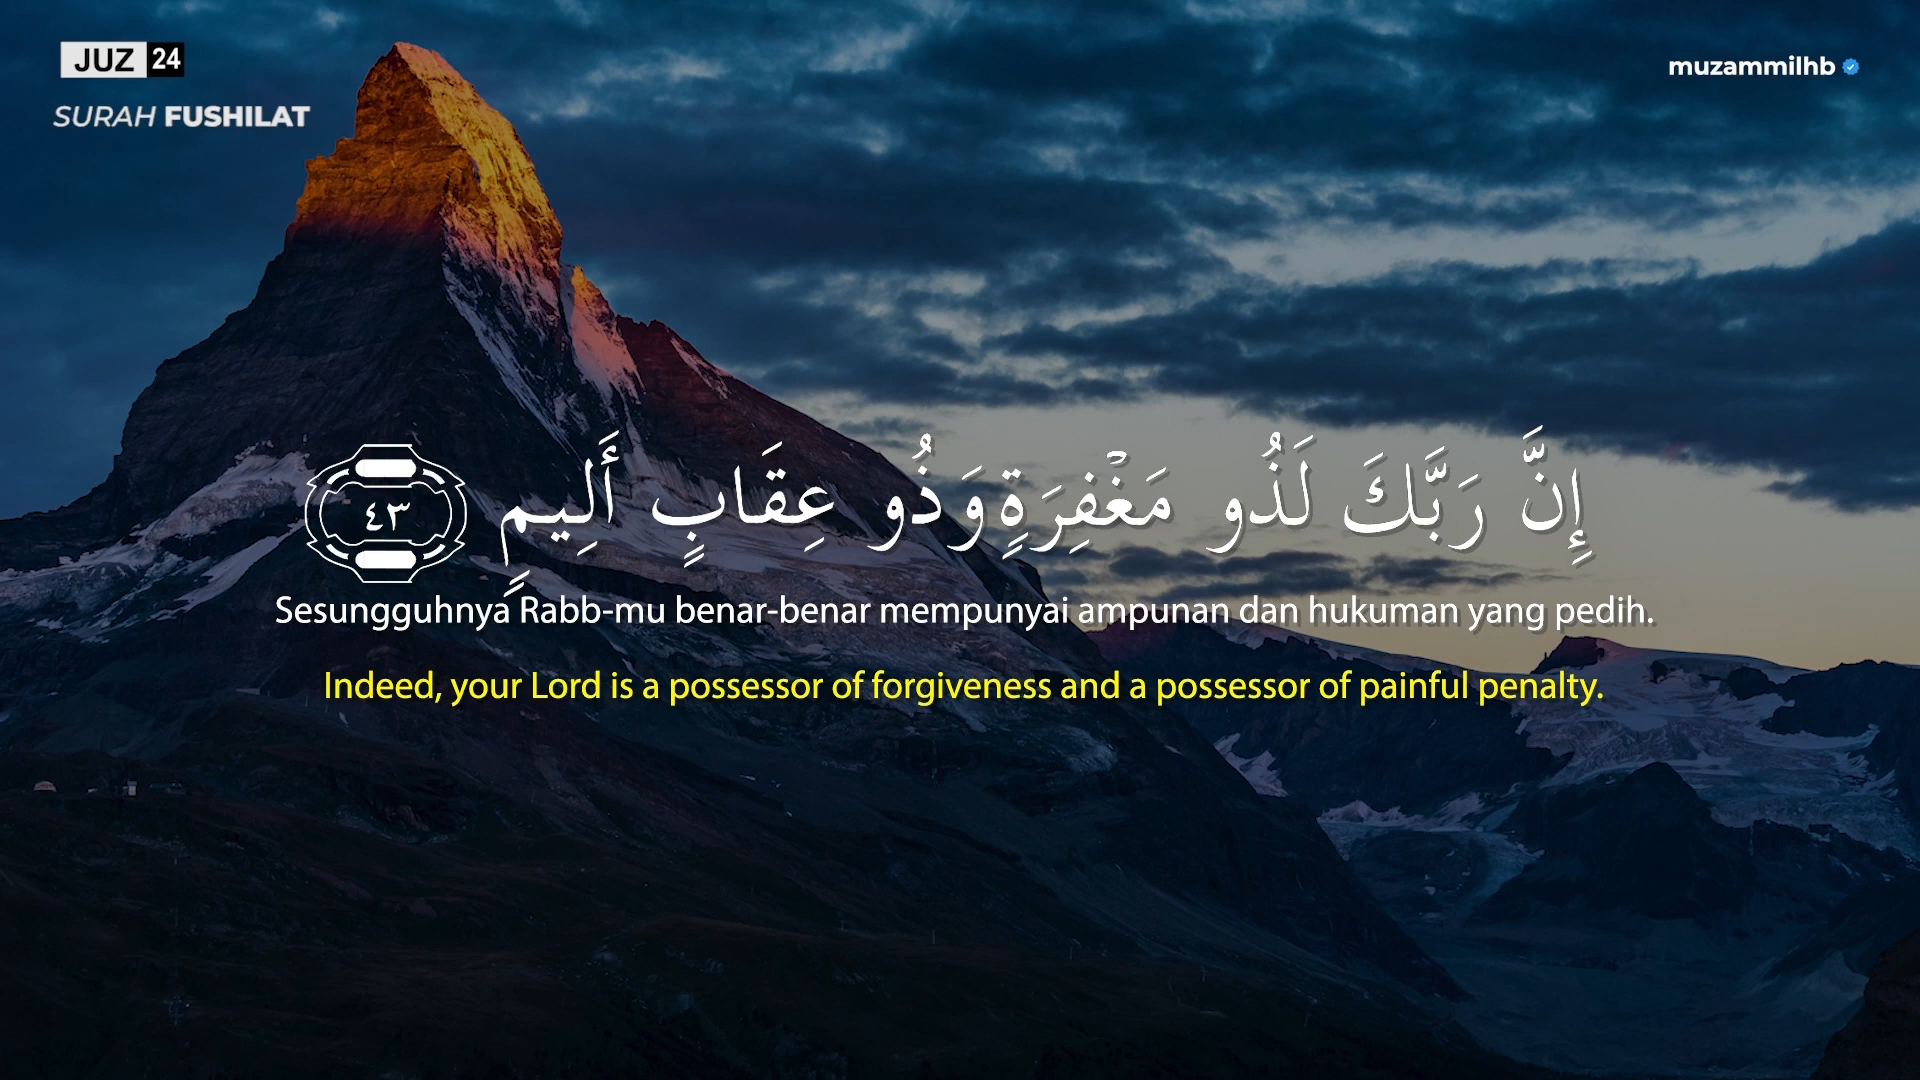 JUZ 24
SURAH FUSHILAT
muzammilhb
إِنَّ رَبَّكَ لَذُو مَغْفِرَةٍ وَذُو عِقَابٍ أَلِيمٍ ٤٣
Sesungguhnya Rabb-mu benar-benar mempunyai ampunan dan hukuman yang pedih.
Indeed, your Lord is a possessor of forgiveness and a possessor of painful penalty.